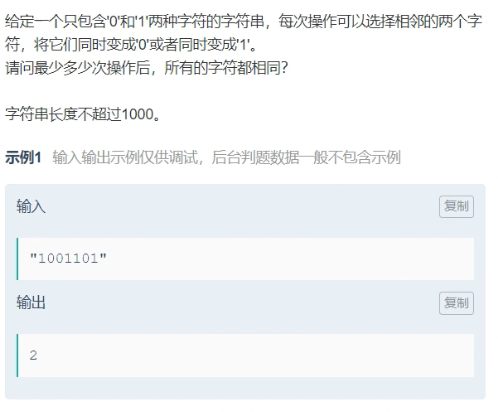 给定一个只包含'0'和'1'两种字符的字符串，每次操作可以选择相邻的两个字
符，将它们同时变成'0'或者同时变成'1'。
请问最少多少次操作后，所有的字符都相同？
字符串长度不超过1000。
示例1 输入输出示例仅供调试，后台判题数据一般不包含示例
输入 复制
"1001101"
输出 复制
2